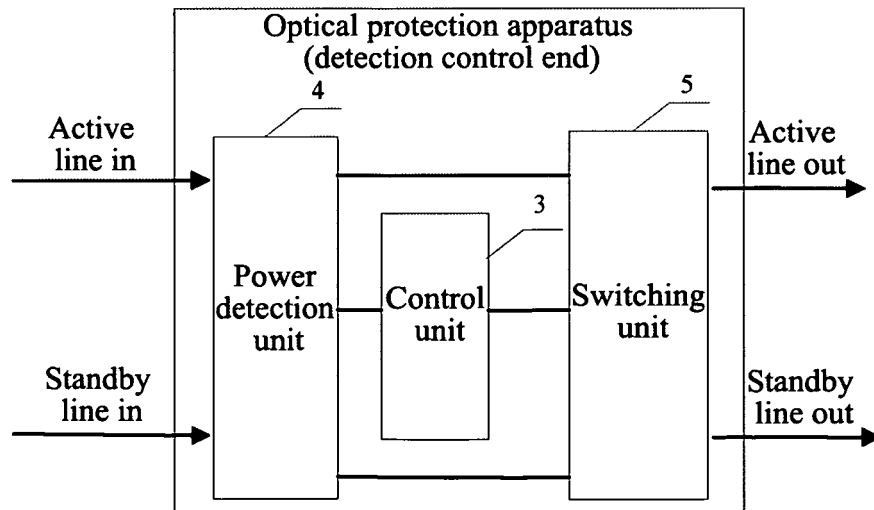 Optical protection apparatus
(detection control end)
4
5
Active
line in
Active
line out
3
Power
detection
unit
Control
unit
Switching
unit
Standby
line in
Standby
line out